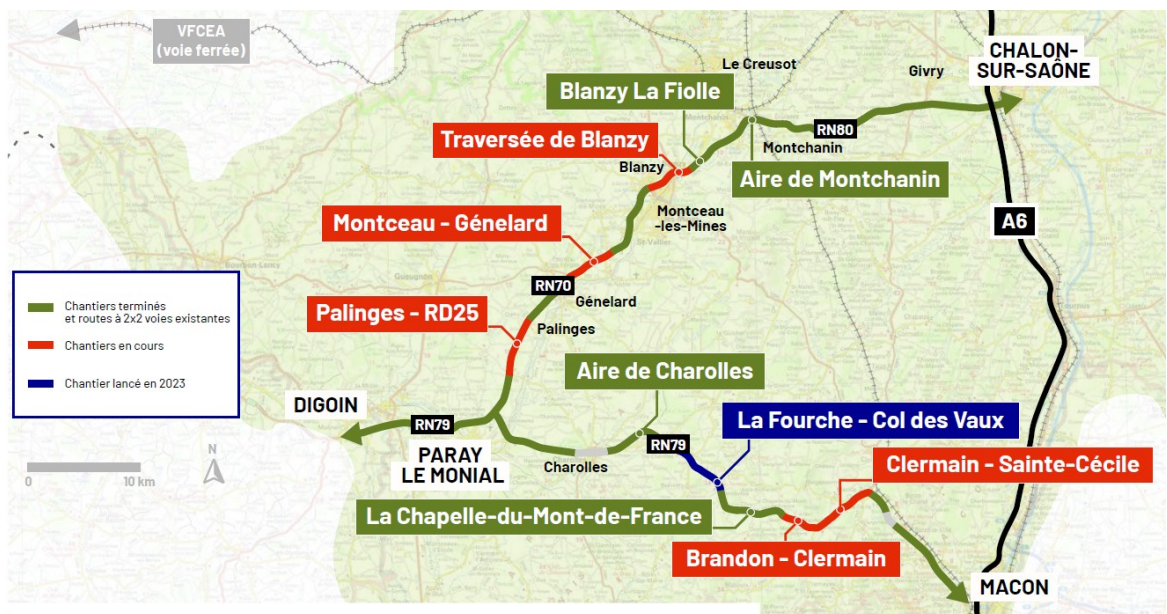 VFCEA
(voie ferrée)
CHALON-
SUR-SAÔNE
Le Creusot
Givry
Blanzy La Fiolle
RN80
Traversée de Blanzy
Montchanin
Blanzy
Aire de Montchanin
Montceau
-les-Mines
A6
Montceau - Génelard
RN70
Génelard
Chantiers terminés
et routes à 2x2 voies existantes
Chantiers en cours
Chantier lancé en 2023
Palinges - RD25
Palinges
Aire de Charolles
DIGOIN
RN79
La Fourche - Col des Vaux
RN79
PARAY
LE MONIAL
Charolles
N
0
10 km
Clermain - Sainte-Cécile
La Chapelle-du-Mont-de-France
Brandon - Clermain
MACON